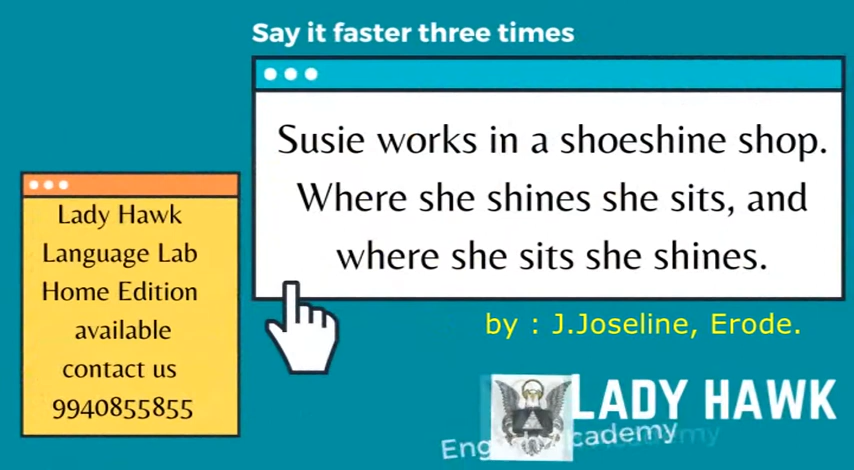 Say it faster three times
Susie works in a shoeshine shop.
Where she shines she sits, and
where she sits she shines.
Lady Hawk
Language Lab
Home Edition
available
contact us
9940855855
by : J.Joseline, Erode.
LADY HAWK
Academy